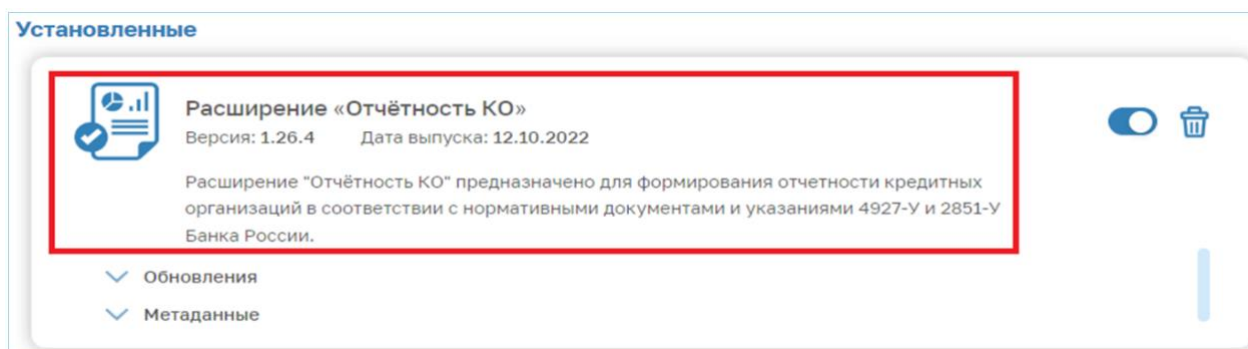 Установленные
Расширение «Отчётность КО»
Версия: 1.26.4 Дата выпуска: 12.10.2022
Расширение "Отчётность КО" предназначено для формирования отчетности кредитных
организаций в соответствии с нормативными документами и указаниями 4927-У и 2851-У
Банка России.
Обновления
Метаданные